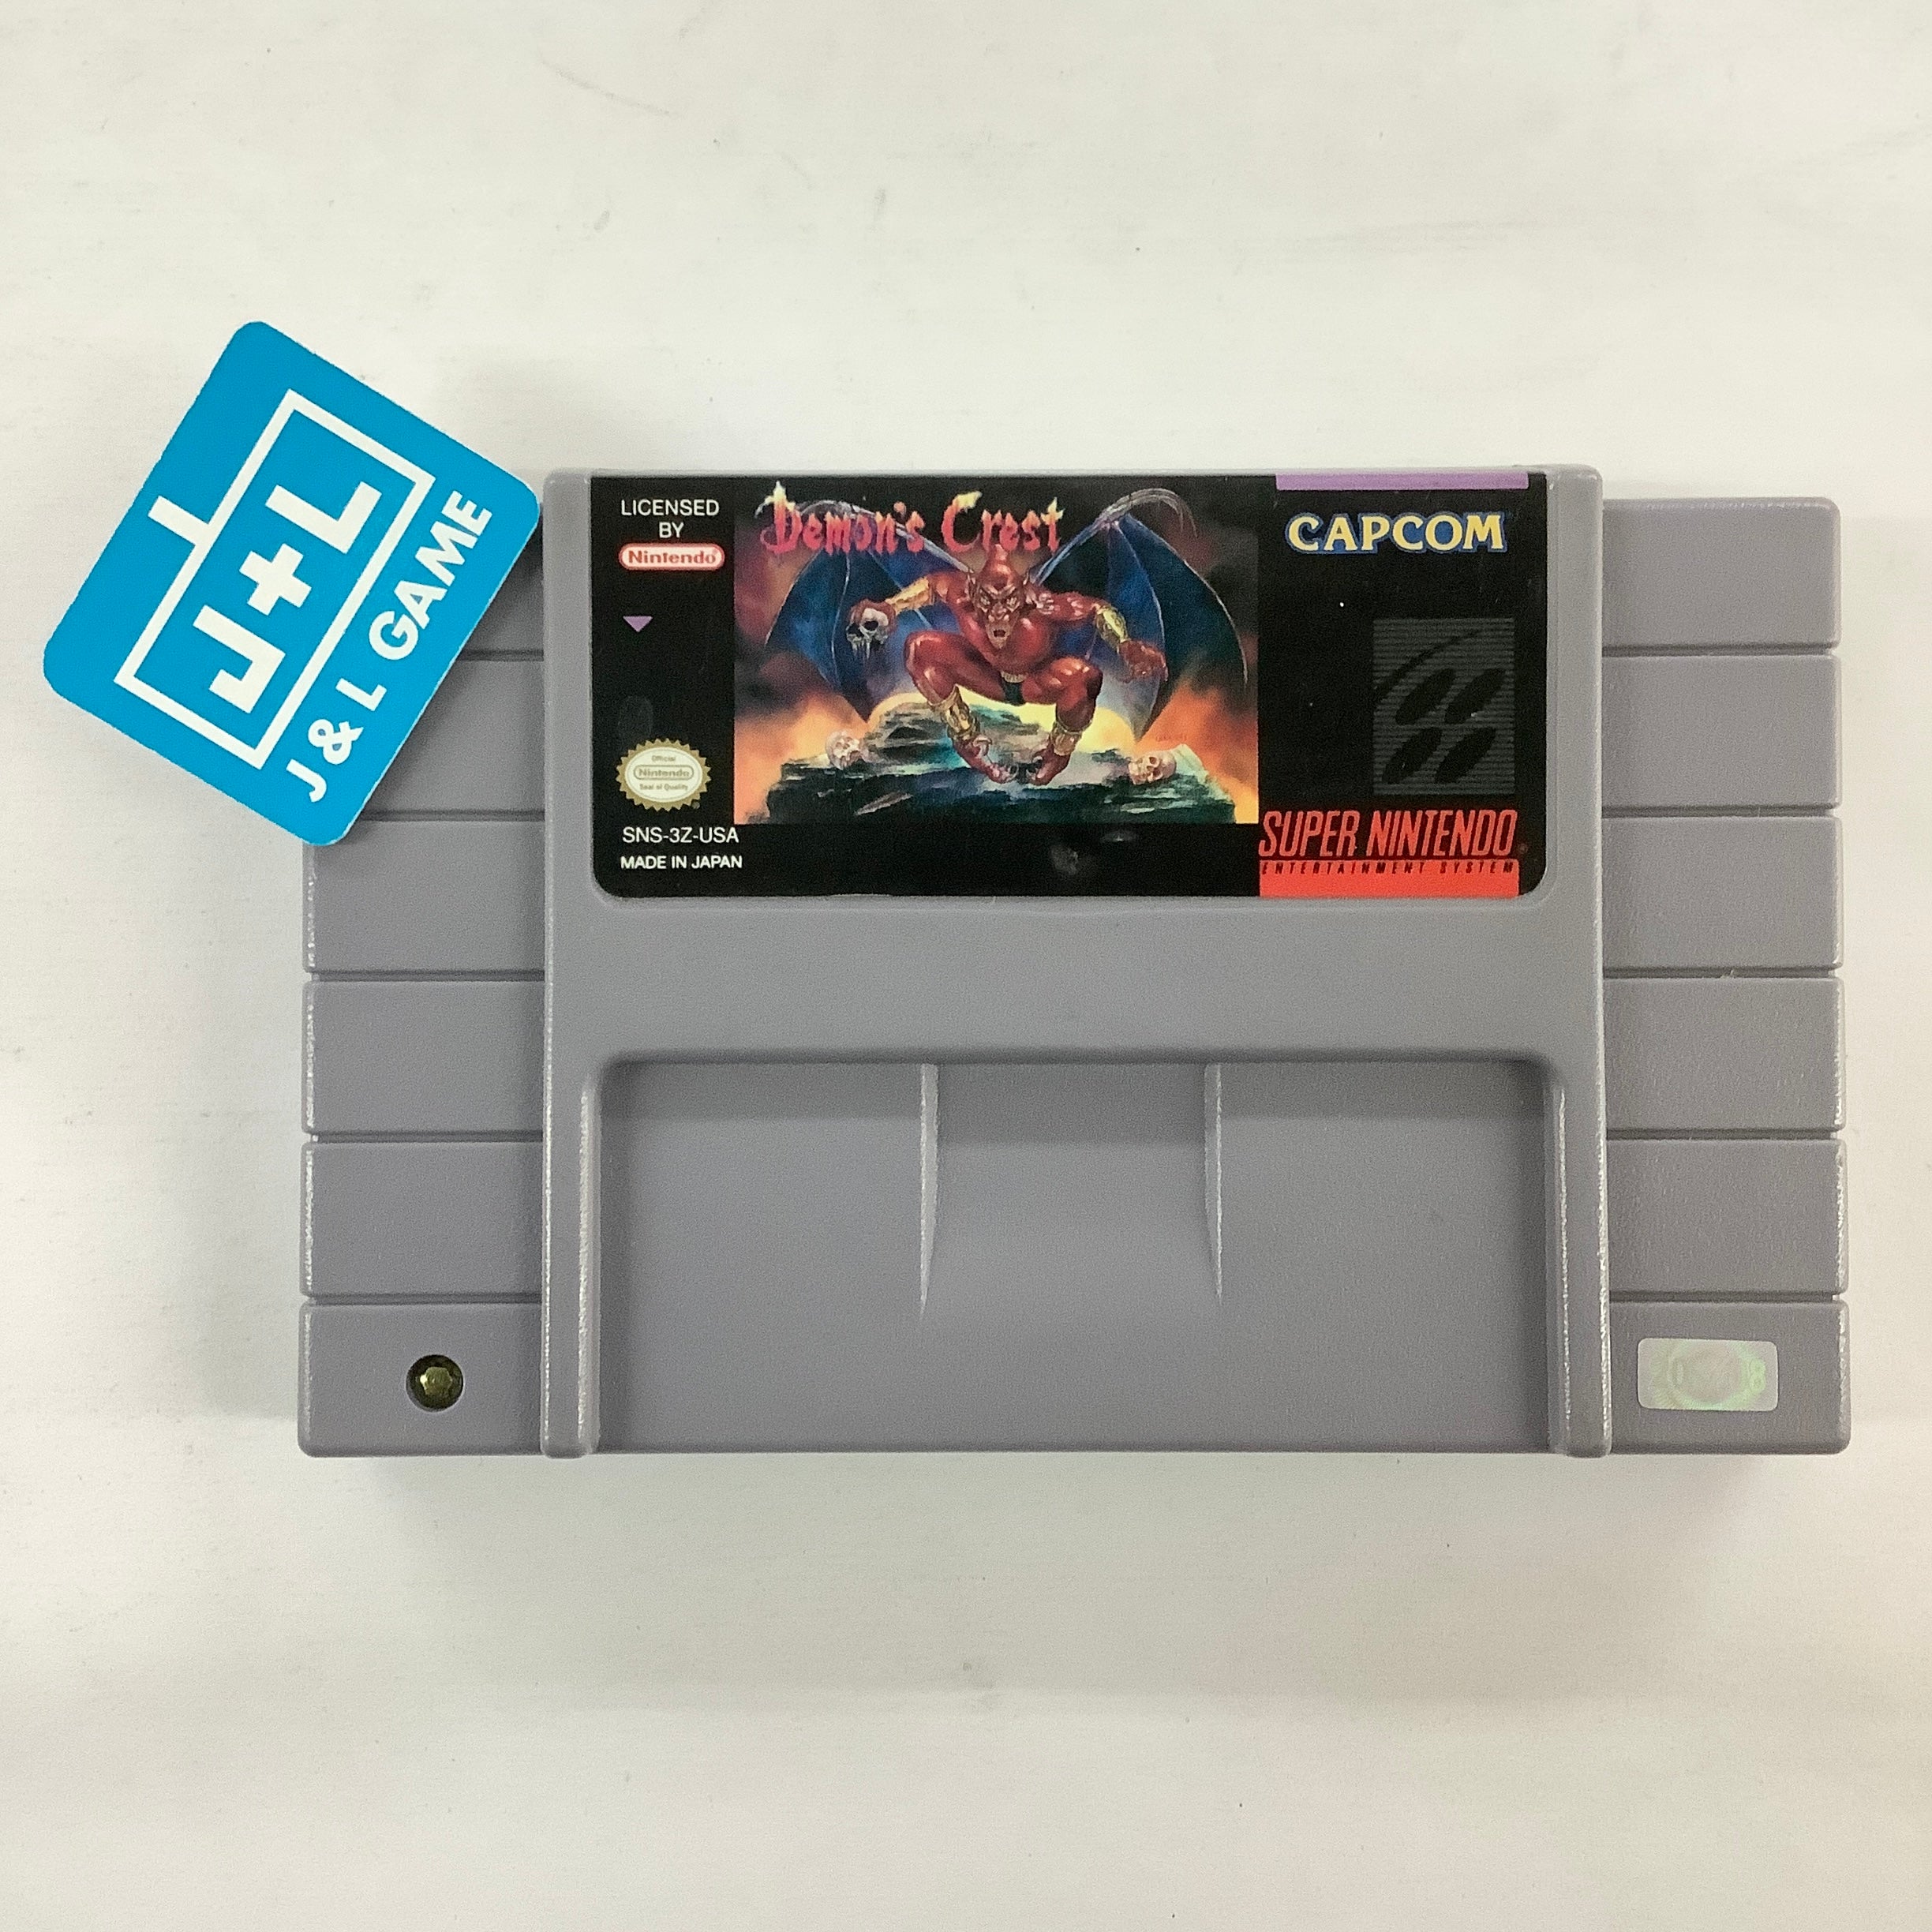 J+L
J & L GAME
LICENSED
BY
Nintendo®
Demon's Crest
CAPCOM
Official
Nintendo
Seal of Quality
SNS-3Z-USA
MADE IN JAPAN
SUPER NINTENDO®
ENTERTAINMENT SYSTEM